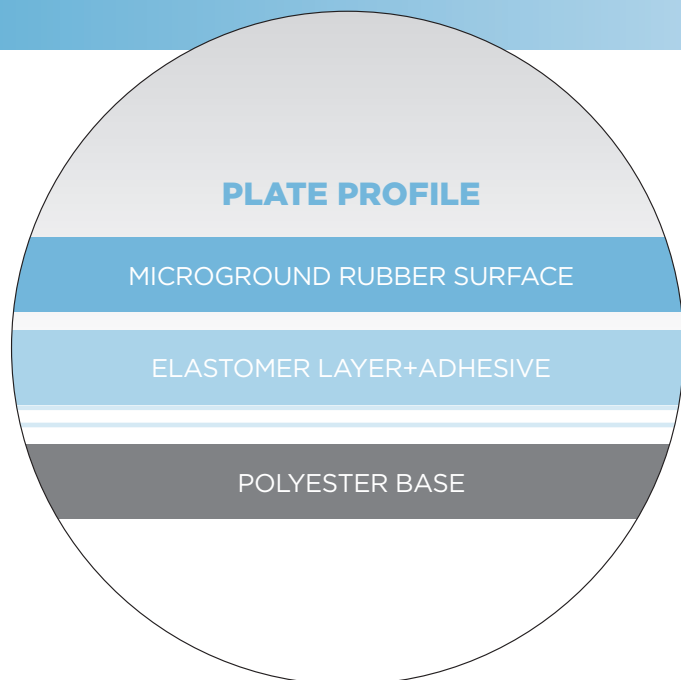 PLATE PROFILE
MICROGROUND RUBBER SURFACE
ELASTOMER LAYER+ADHESIVE
POLYESTER BASE